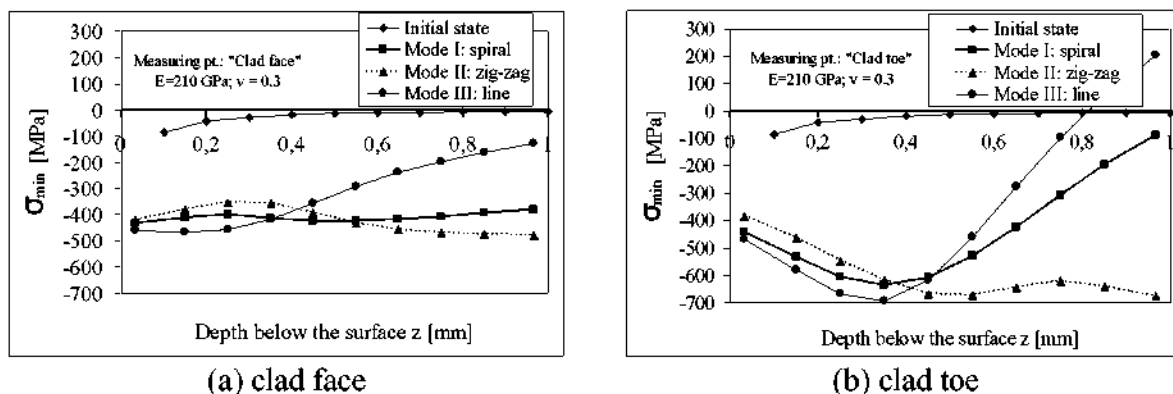 300
200
100
0
-100
-200
-300
-400
-500
-600
-700
σmin [MPa]
Measuring pt.: "Clad face"
E=210 GPa; ν = 0.3
Initial state
Mode I: spiral
Mode II: zig-zag
Mode III: line
0 0,2 0,4 0,6 0,8 1
Depth below the surface z [mm]
(a) clad face
300
200
100
0
-100
-200
-300
-400
-500
-600
-700
σmin [MPa]
Measuring pt.: "Clad toe"
E=210 GPa; ν = 0.3
Initial state
Mode I: spiral
Mode II: zig-zag
Mode III: line
0 0,2 0,4 0,6 0,8 1
Depth below the surface z [mm]
(b) clad toe